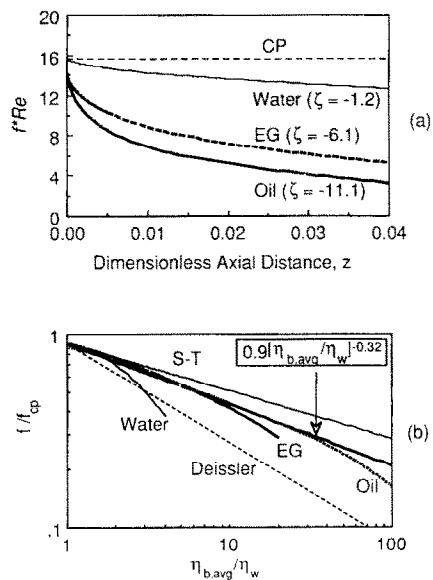 20
16
12
8
4
0
f*Re
CP
Water (ζ = -1.2)
EG (ζ = -6.1)
Oil (ζ = -11.1)
(a)
0.00 0.01 0.02 0.03 0.04
Dimensionless Axial Distance, z
1
.1
f /f_cp
S-T
0.9[η_b,avg/η_w]^-0.32
Water
EG
Deissler
Oil
(b)
1 10 100
η_b,avg/η_w